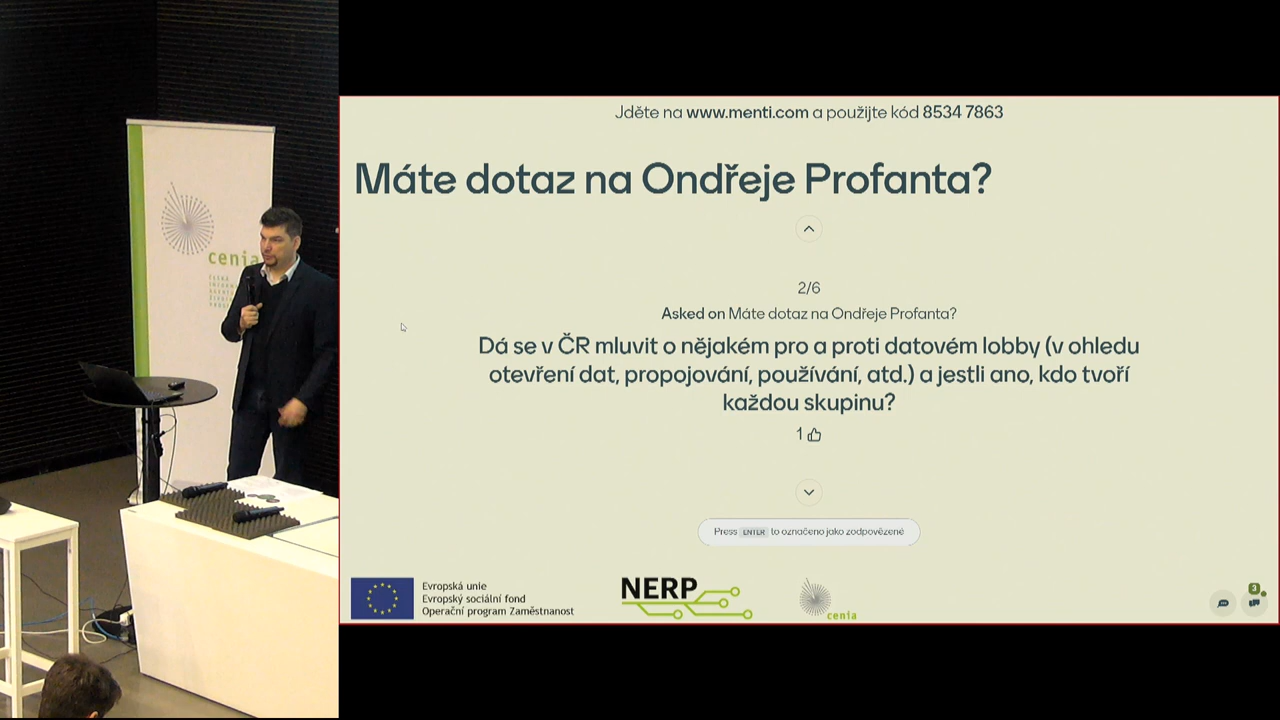 Jděte na www.menti.com a použijte kód 8534 7863
Máte dotaz na Ondřeje Profanta?
2/6
Asked on Máte dotaz na Ondřeje Profanta?
Dá se v ČR mluvit o nějakém pro a proti datovém lobby (v ohledu
otevření dat, propojování, používání, atd.) a jestli ano, kdo tvoří
každou skupinu?
1
Press ENTER to označeno jako zodpovězené
Evropská unie
Evropský sociální fond
Operační program Zaměstnanost
NERP
cenia
3
cenia